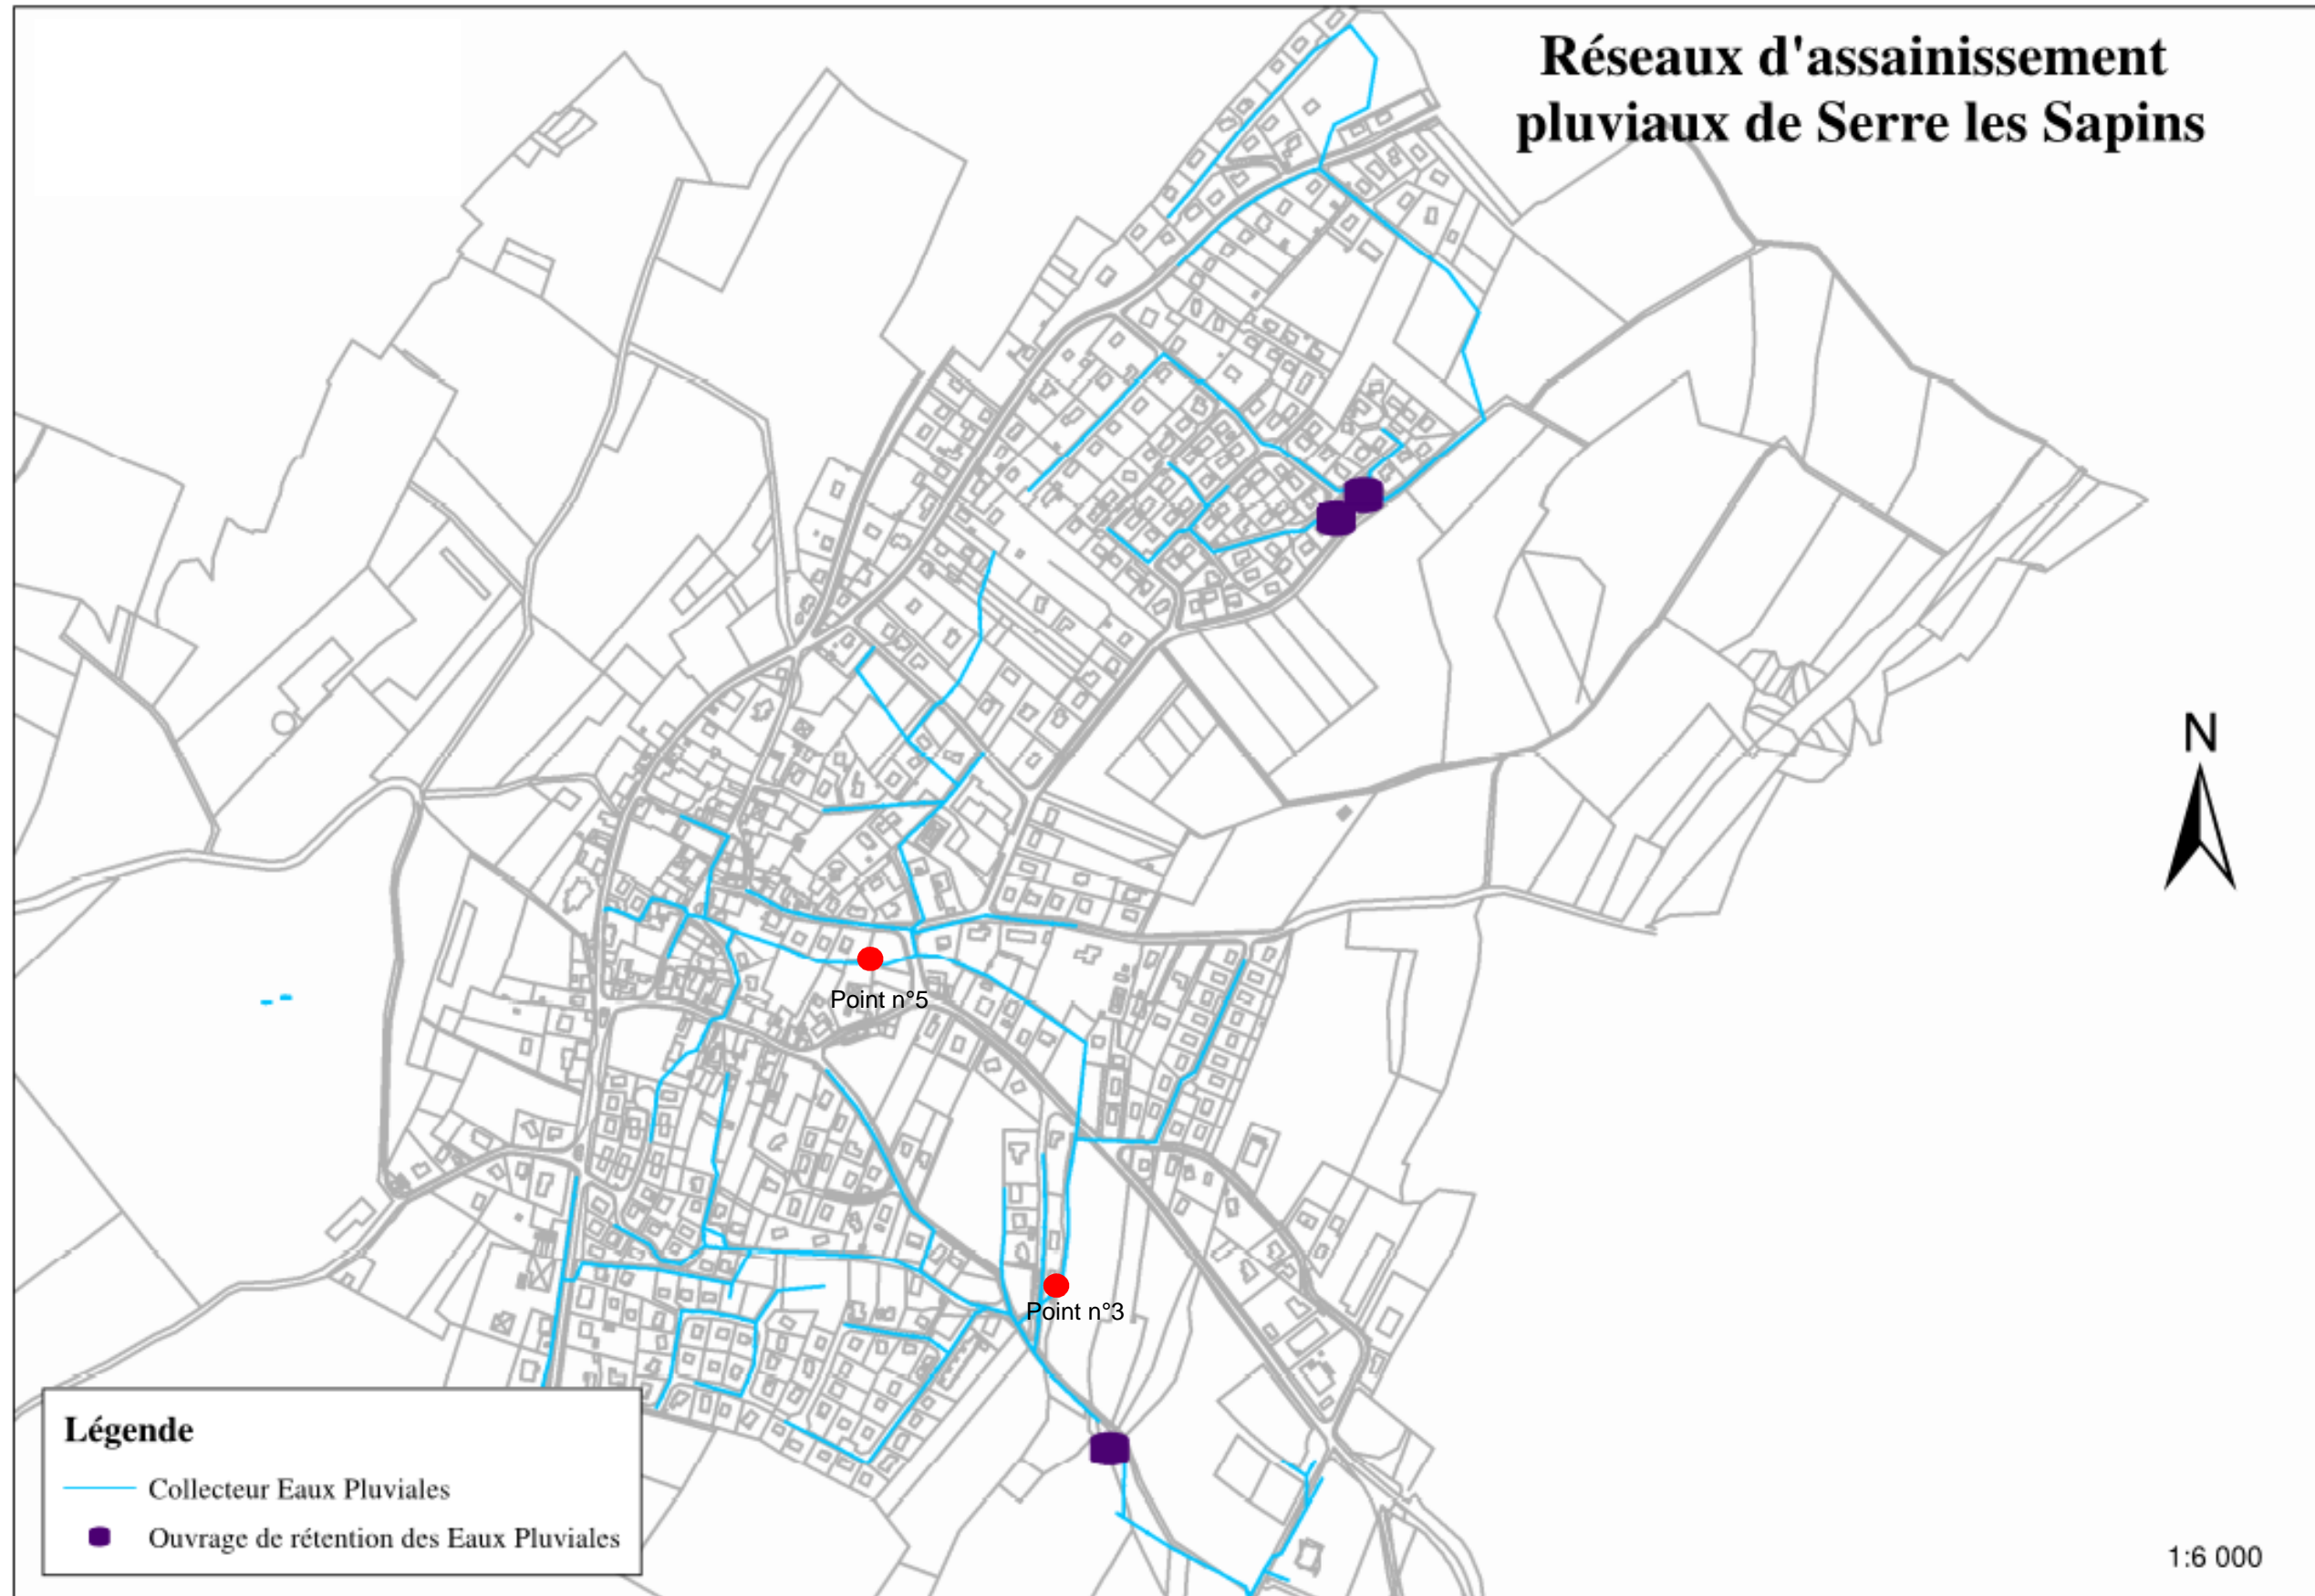 Réseaux d'assainissement
pluviaux de Serre les Sapins
N
Point n°5
Point n°3
Légende
Collecteur Eaux Pluviales
Ouvrage de rétention des Eaux Pluviales
1:6 000